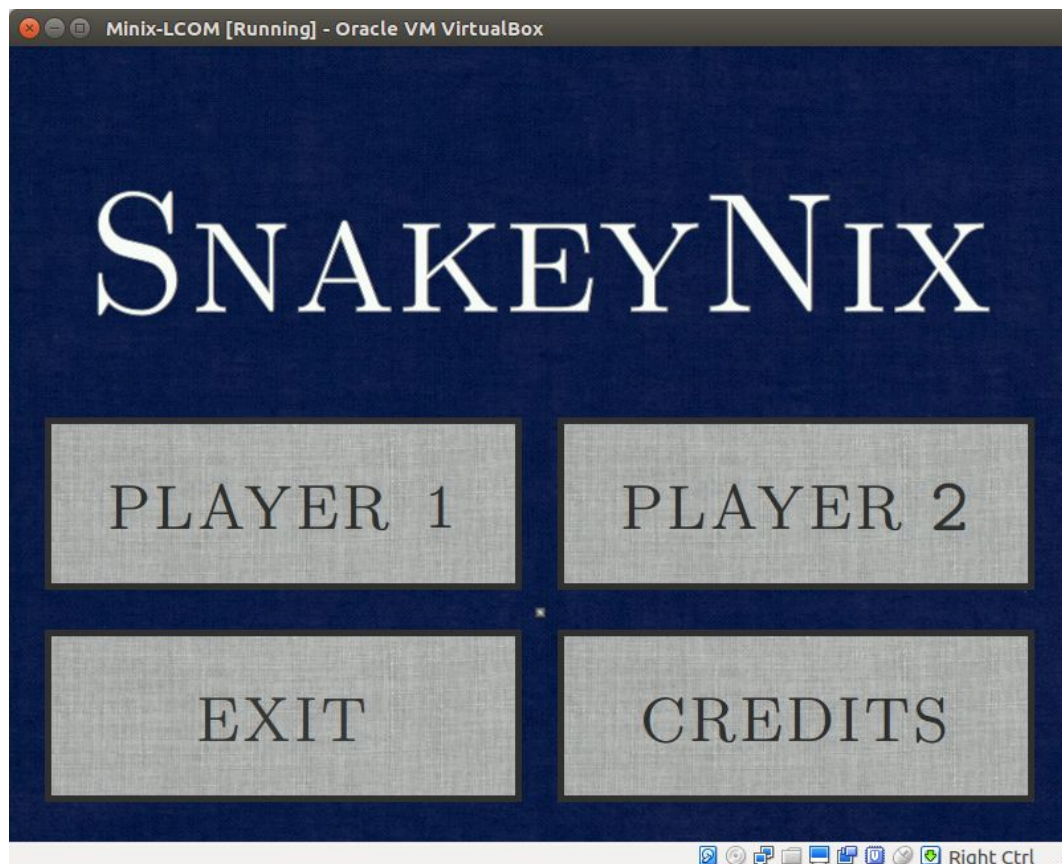 Minix-LCOM [Running] - Oracle VM VirtualBox
SNAKEYNIX
PLAYER 1 PLAYER 2
EXIT CREDITS
Right Ctrl